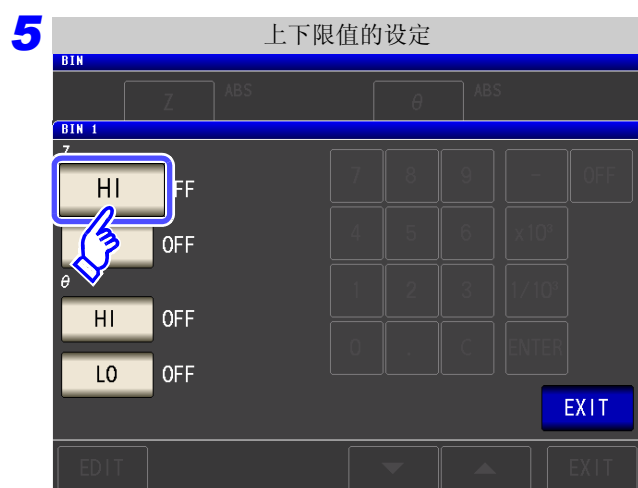 5 上下限值的设定
BIN
Z ABS θ ABS
BIN 1
HI FF
7 8 9 - OFF
OFF
4 5 6 x10³
θ
1 2 3 1/10³
HI OFF
0 . C ENTER
LO OFF
EXIT
EDIT ▼ ▲ EXIT